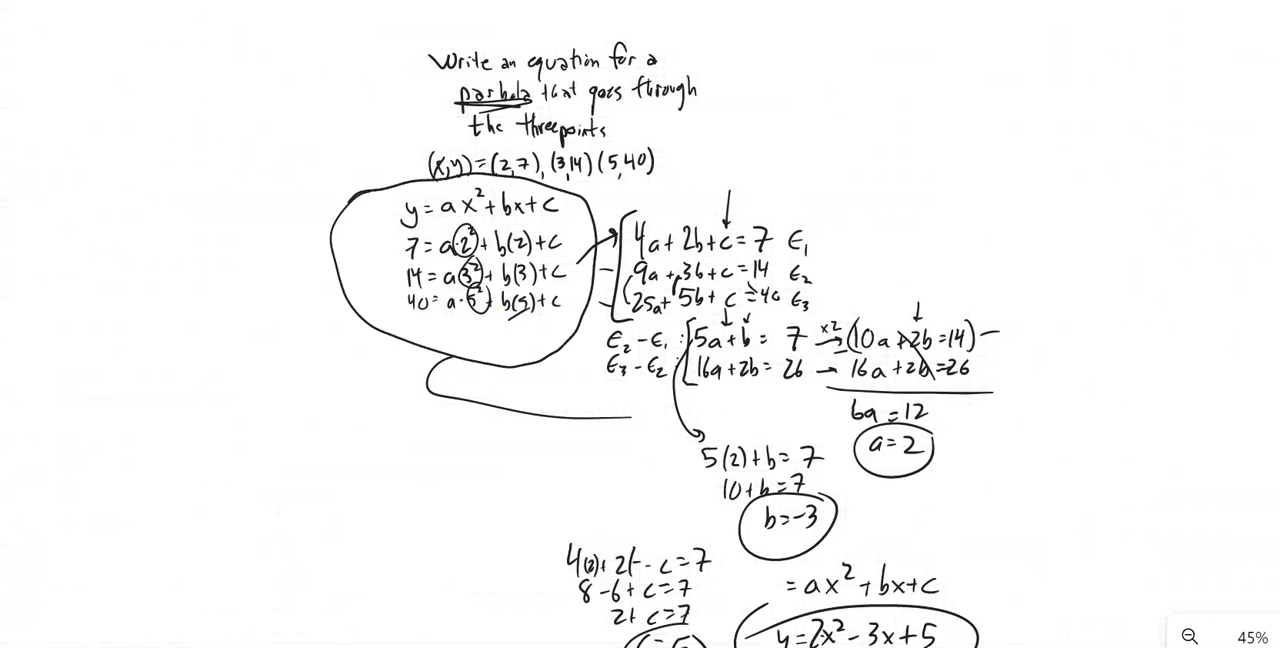 Write an equation for a
parbola that goes through
the three points
(x,y)=(2,7), (3,14) (5,40)
y=ax²+bx+c
7=a·2²+b(2)+c
14=a(3²)+b(3)+c
40=a·5²+b(5)+c
4a+2b+c=7 E₁
9a+3b+c=14 E₂
25a+5b+c=40 E₃
E₂-E₁: 5a+b=7 x2→ (10a+2b=14)-
E₃-E₂: 16a+2b=26 → 16a+2b=26
6a=12
a=2
5(2)+b=7
10+b=7
b=-3
4(2)+2(- c=7
8-6+c=7
2+c=7
=ax²+bx+c
y=2x²-3x+5
45%